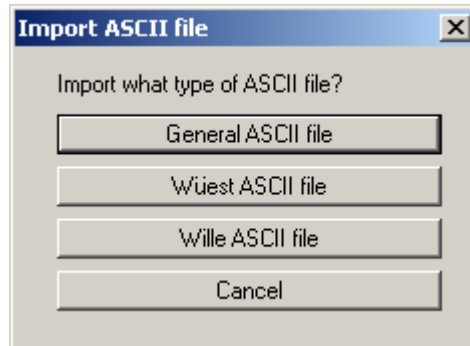 Import ASCII file
Import what type of ASCII file?
General ASCII file
Wüest ASCII file
Wille ASCII file
Cancel